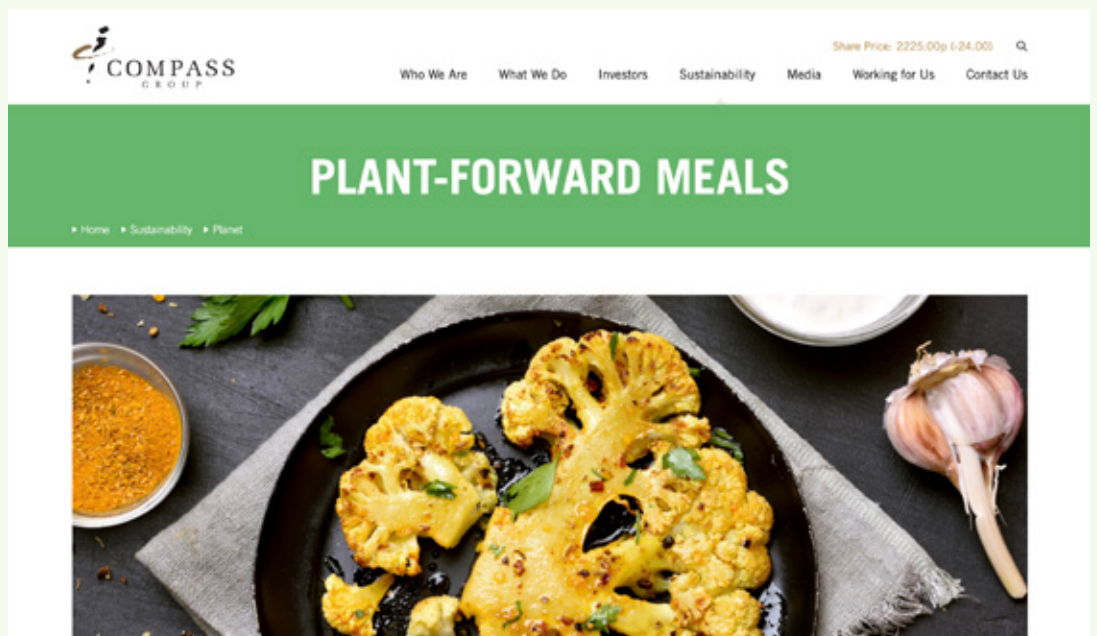 COMPASS
GROUP
Share Price: 2225.00p (-24.00)
Who We Are What We Do Investors Sustainability Media Working for Us Contact Us
PLANT-FORWARD MEALS
Home Sustainability Planet